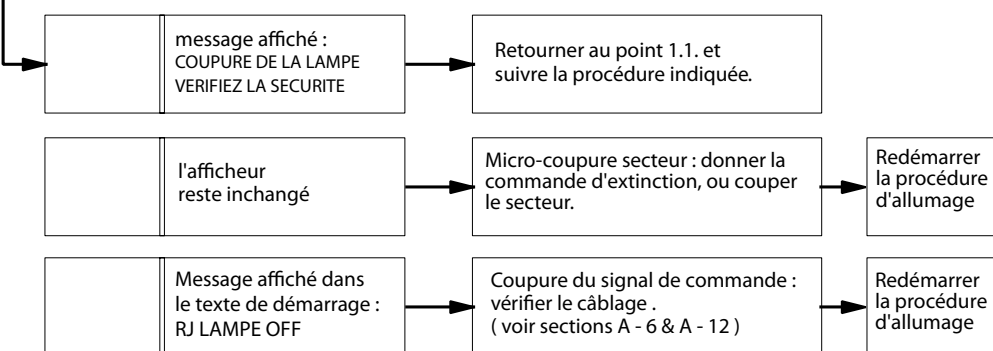 message affiché :
COUPURE DE LA LAMPE
VERIFIEZ LA SECURITE
Retourner au point 1.1. et
suivre la procédure indiquée.
l'afficheur
reste inchangé
Micro-coupure secteur : donner la
commande d'extinction, ou couper
le secteur.
Redémarrer
la procédure
d'allumage
Message affiché dans
le texte de démarrage :
RJ LAMPE OFF
Coupure du signal de commande :
vérifier le câblage .
( voir sections A - 6 & A - 12 )
Redémarrer
la procédure
d'allumage